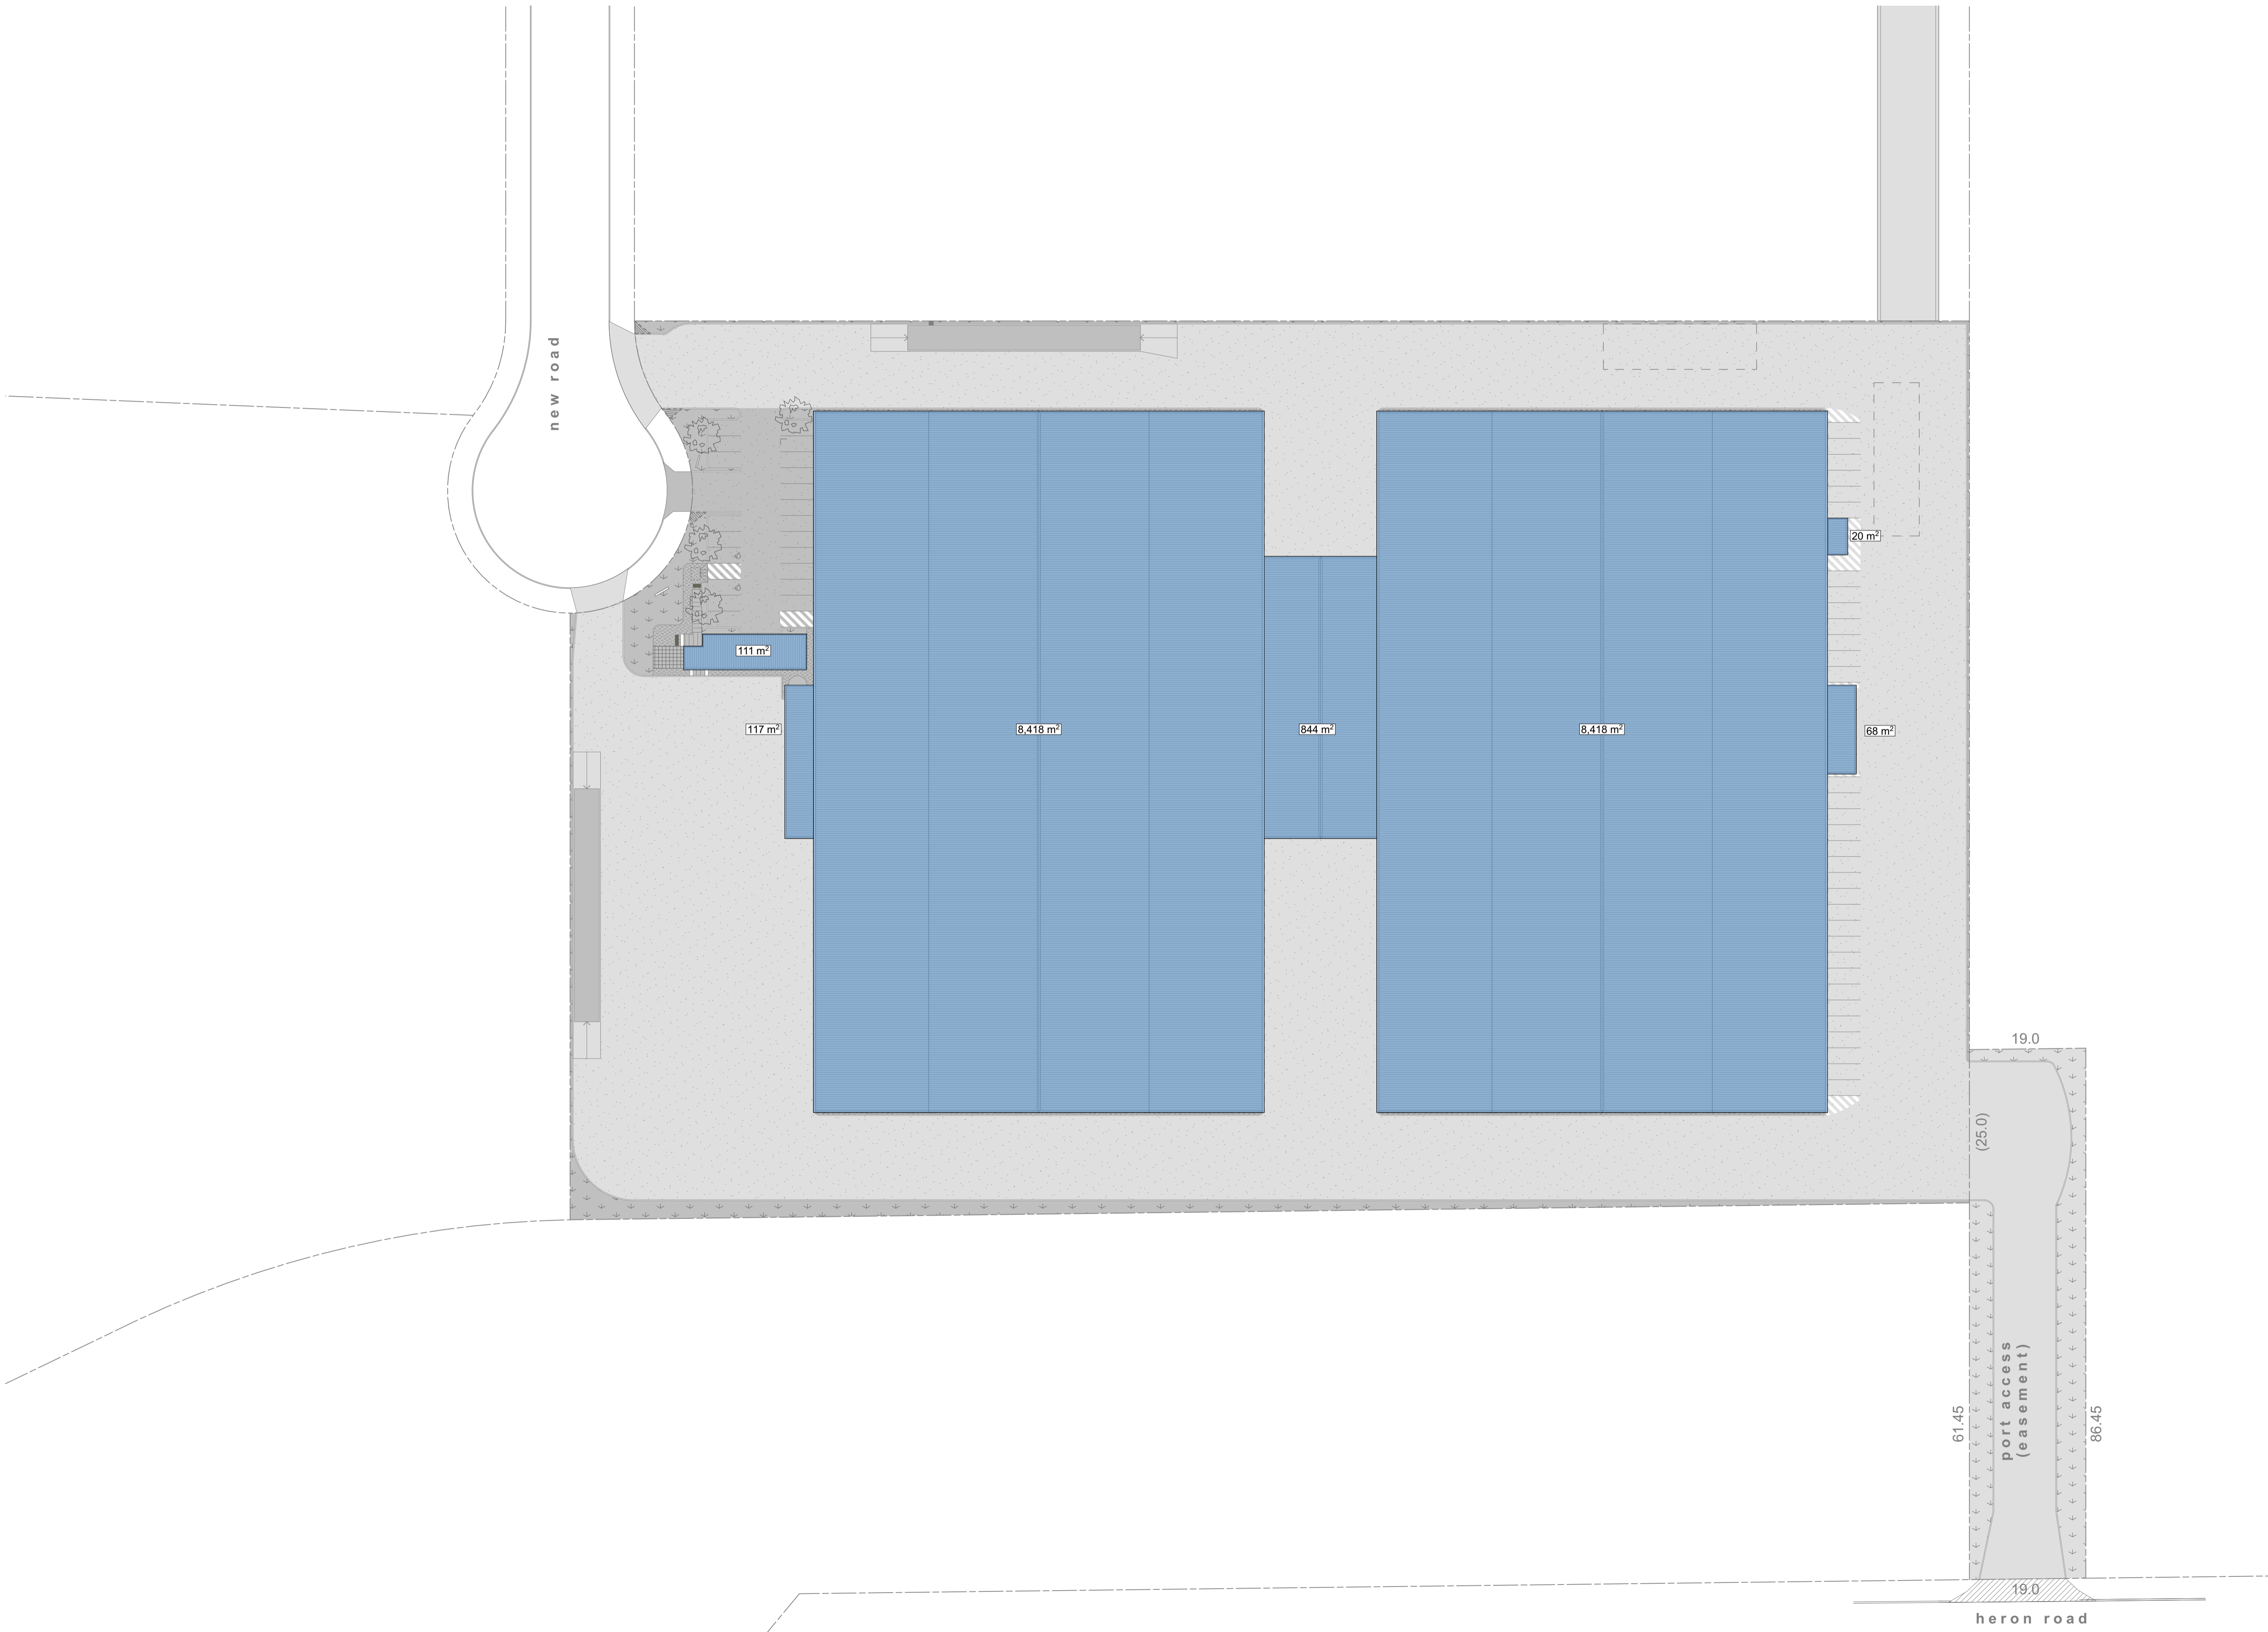 new road
20 m²
111 m²
117 m²
8,418 m²
844 m²
8,418 m²
68 m²
19.0
(25.0)
port access
(easement)
61.45
86.45
19.0
heron road